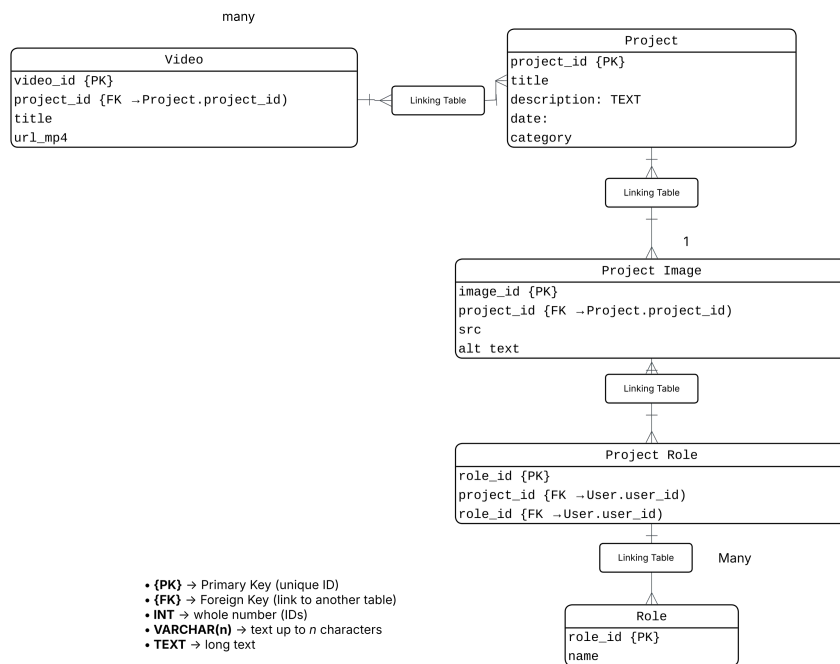 many
Video
video_id {PK}
project_id {FK →Project.project_id)
title
url_mp4
Linking Table
Project
project_id {PK}
title
description: TEXT
date:
category
Linking Table
1
Project Image
image_id {PK}
project_id {FK →Project.project_id)
src
alt text
Linking Table
Project Role
role_id {PK}
project_id {FK →User.user_id)
role_id {FK →User.user_id)
Linking Table
Many
Role
role_id {PK}
name
• {PK} → Primary Key (unique ID)
• {FK} → Foreign Key (link to another table)
• INT → whole number (IDs)
• VARCHAR(n) → text up to n characters
• TEXT → long text